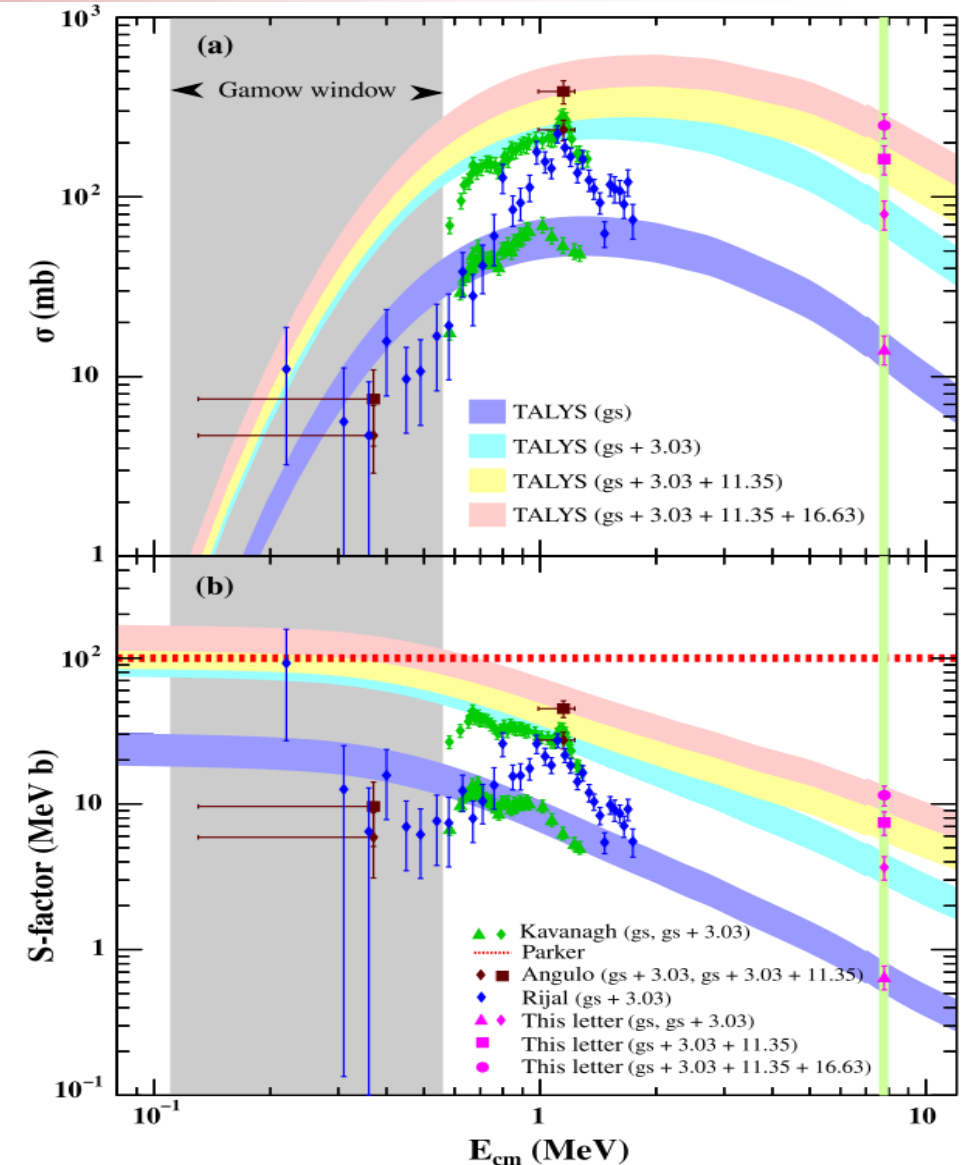 10³
(a)
Gamow window
10²
σ (mb)
10
TALYS (gs)
TALYS (gs + 3.03)
TALYS (gs + 3.03 + 11.35)
TALYS (gs + 3.03 + 11.35 + 16.63)
1
(b)
10²
S-factor (MeV b)
10
Kavanagh (gs, gs + 3.03)
Parker
Angulo (gs + 3.03, gs + 3.03 + 11.35)
1
Rijal (gs + 3.03)
This letter (gs, gs + 3.03)
This letter (gs + 3.03 + 11.35)
This letter (gs + 3.03 + 11.35 + 16.63)
10⁻¹
10⁻¹ 1 10
E_cm (MeV)